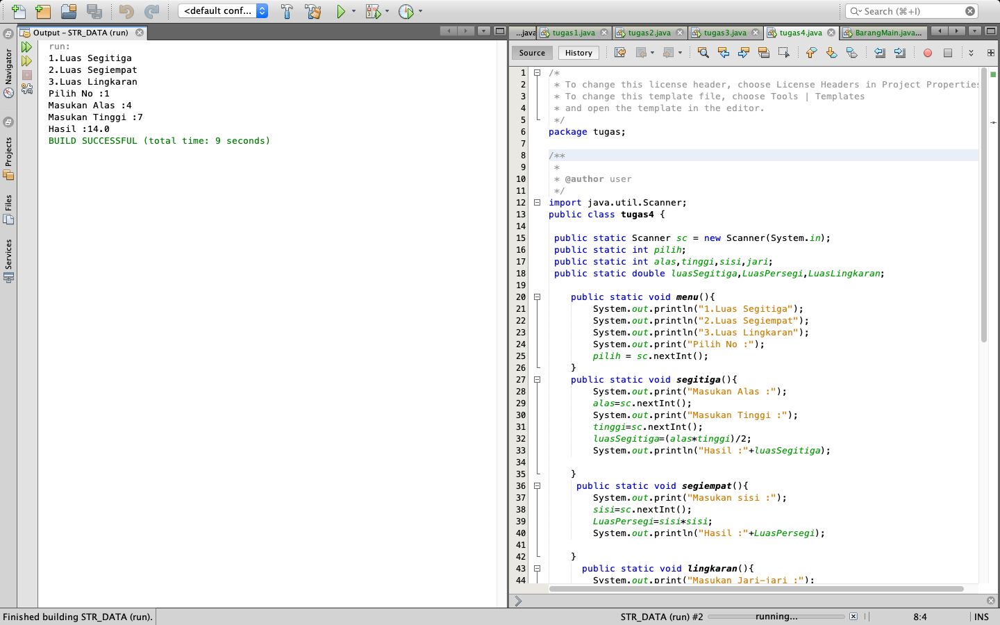 <default conf...
Search (⌘+I)
Output - STR_DATA (run)
run:
1.Luas Segitiga
2.Luas Segiempat
3.Luas Lingkaran
Pilih No :1
Masukan Alas :4
Masukan Tinggi :7
Hasil :14.0
BUILD SUCCESSFUL (total time: 9 seconds)
Navigator
Projects
Files
Services
...java
tugas1.java
tugas2.java
tugas3.java
tugas4.java
BarangMain.java...
Source
History
1 /*
2 * To change this license header, choose License Headers in Project Properties
3 * To change this template file, choose Tools | Templates
4 * and open the template in the editor.
5 */
6 package tugas;
7
8 /**
9 *
10 * @author user
11 */
12 import java.util.Scanner;
13 public class tugas4 {
14
15 public static Scanner sc = new Scanner(System.in);
16 public static int pilih;
17 public static int alas,tinggi,sisi,jari;
18 public static double luasSegitiga,LuasPersegi,LuasLingkaran;
19
20 public static void menu(){
21 System.out.println("1.Luas Segitiga");
22 System.out.println("2.Luas Segiempat");
23 System.out.println("3.Luas Lingkaran");
24 System.out.print("Pilih No :");
25 pilih = sc.nextInt();
26 }
27 public static void segitiga(){
28 System.out.print("Masukan Alas :");
29 alas=sc.nextInt();
30 System.out.print("Masukan Tinggi :");
31 tinggi=sc.nextInt();
32 luasSegitiga=(alas*tinggi)/2;
33 System.out.println("Hasil :"+luasSegitiga);
34
35 }
36 public static void segiempat(){
37 System.out.print("Masukan sisi :");
38 sisi=sc.nextInt();
39 LuasPersegi=sisi*sisi;
40 System.out.println("Hasil :"+LuasPersegi);
41
42 }
43 public static void lingkaran(){
44 System.out.print("Masukan Jari-jari :");
Finished building STR_DATA (run).
STR_DATA (run) #2
running...
8:4
INS